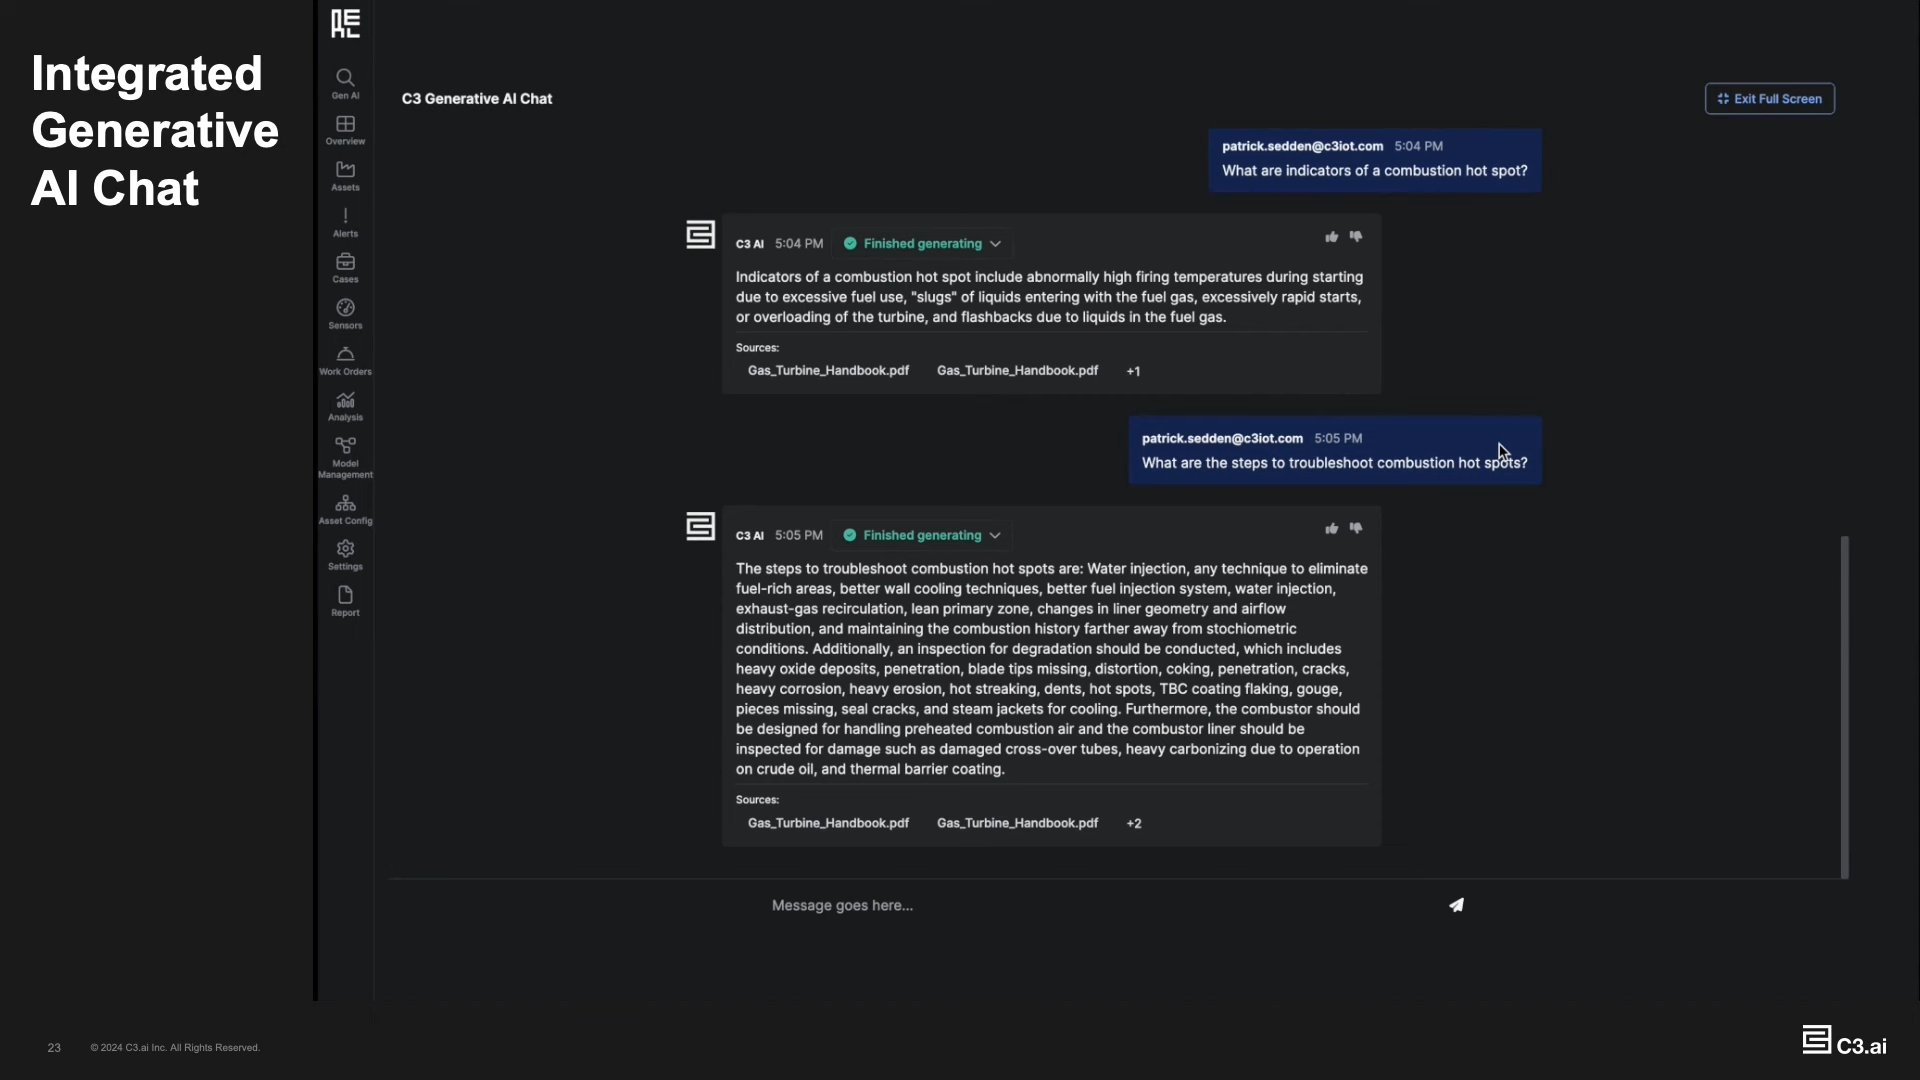 Integrated
Generative
AI Chat
Gen AI
Overview
Assets
Alerts
Cases
Sensors
Work Orders
Analysis
Model
Management
Asset Config
Settings
Report
C3 Generative AI Chat
Exit Full Screen
patrick.sedden@c3iot.com 5:04 PM
What are indicators of a combustion hot spot?
C3 AI 5:04 PM Finished generating
Indicators of a combustion hot spot include abnormally high firing temperatures during starting
due to excessive fuel use, "slugs" of liquids entering with the fuel gas, excessively rapid starts,
or overloading of the turbine, and flashbacks due to liquids in the fuel gas.
Sources:
Gas_Turbine_Handbook.pdf Gas_Turbine_Handbook.pdf +1
patrick.sedden@c3iot.com 5:05 PM
What are the steps to troubleshoot combustion hot spots?
C3 AI 5:05 PM Finished generating
The steps to troubleshoot combustion hot spots are: Water injection, any technique to eliminate
fuel-rich areas, better wall cooling techniques, better fuel injection system, water injection,
exhaust-gas recirculation, lean primary zone, changes in liner geometry and airflow
distribution, and maintaining the combustion history farther away from stochiometric
conditions. Additionally, an inspection for degradation should be conducted, which includes
heavy oxide deposits, penetration, blade tips missing, distortion, coking, penetration, cracks,
heavy corrosion, heavy erosion, hot streaking, dents, hot spots, TBC coating flaking, gouge,
pieces missing, seal cracks, and steam jackets for cooling. Furthermore, the combustor should
be designed for handling preheated combustion air and the combustor liner should be
inspected for damage such as damaged cross-over tubes, heavy carbonizing due to operation
on crude oil, and thermal barrier coating.
Sources:
Gas_Turbine_Handbook.pdf Gas_Turbine_Handbook.pdf +2
Message goes here...
23 © 2024 C3.ai Inc. All Rights Reserved.
C3.ai